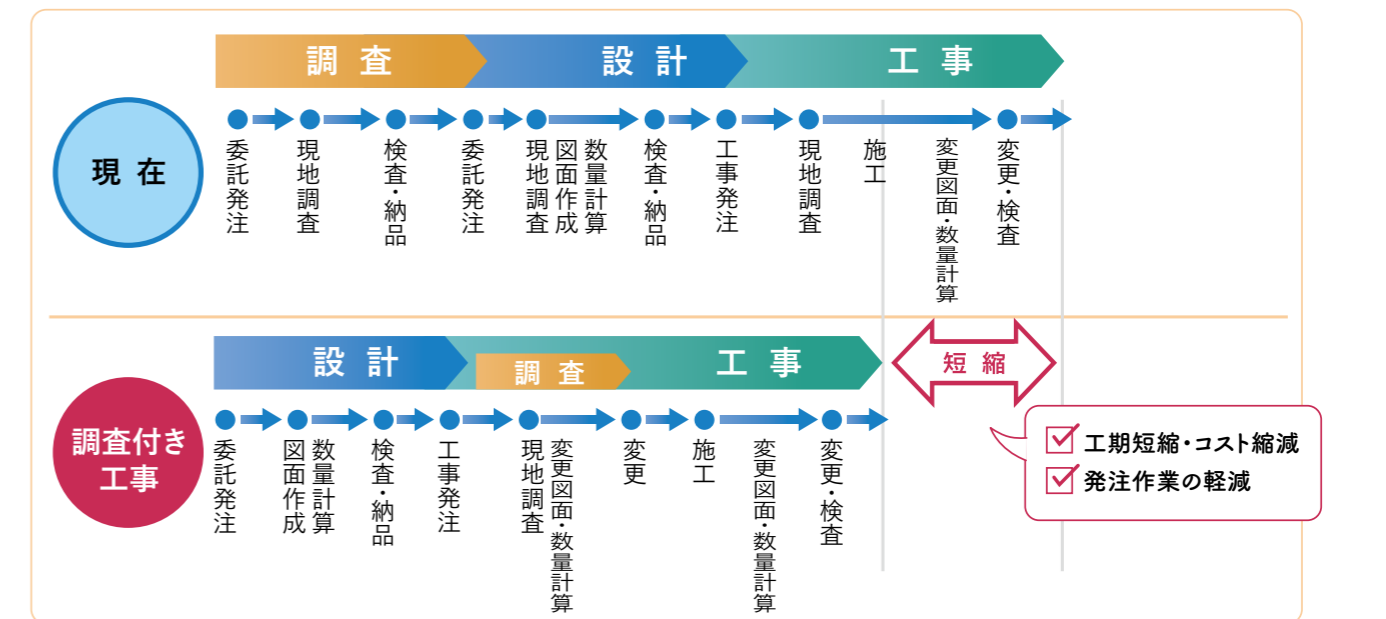 調査
設計
工事
現在
委託発注
現地調査
検査・納品
委託発注
現地調査
図面作成
数量計算
検査・納品
工事発注
現地調査
施工
変更図面・数量計算
変更・検査
設計
調査
工事
短縮
調査付き
工事
委託発注
図面作成
数量計算
検査・納品
工事発注
現地調査
変更図面・数量計算
変更
施工
変更図面・数量計算
変更・検査
工期短縮・コスト縮減
発注作業の軽減